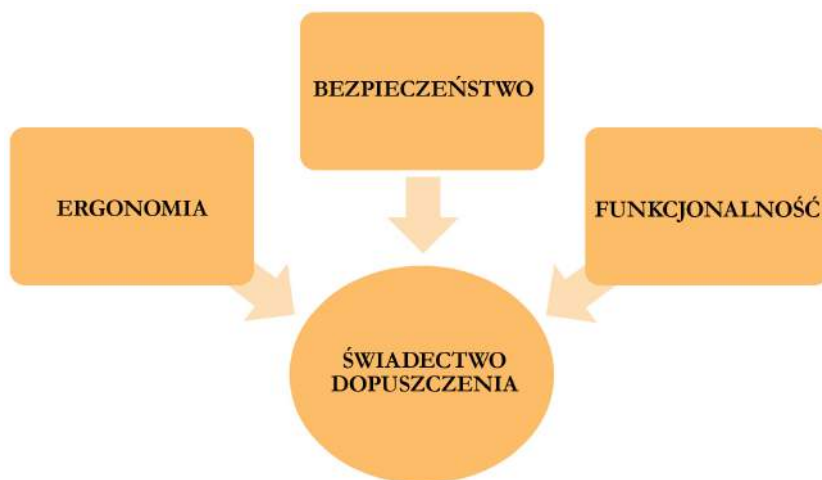 BEZPIECZEŃSTWO
ERGONOMIA
FUNKCJONALNOŚĆ
ŚWIADECTWO
DOPUSZCZENIA